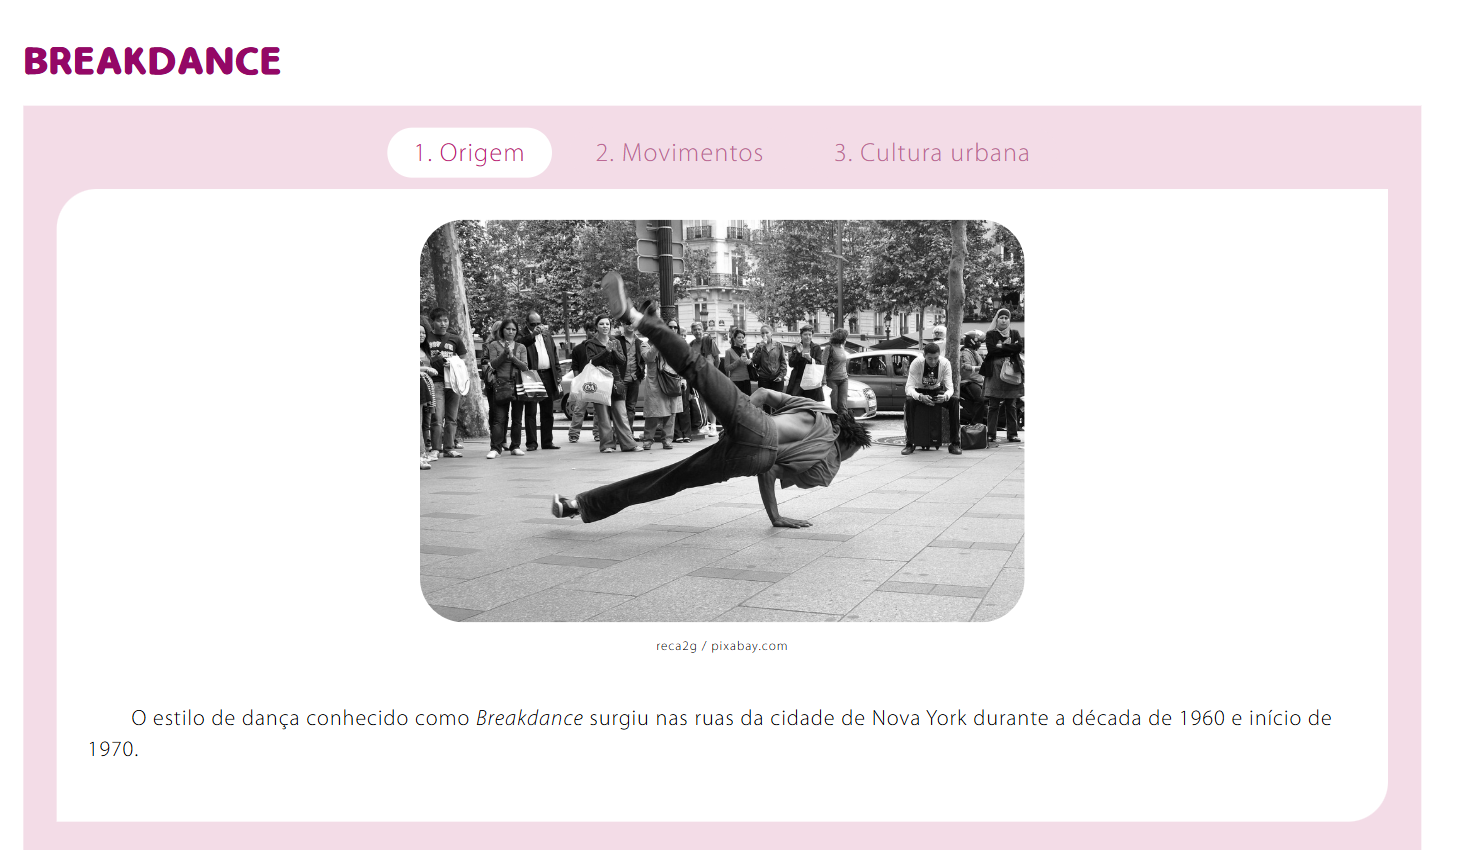 BREAKDANCE
1. Origem
2. Movimentos
3. Cultura urbana
reca2g / pixabay.com
O estilo de dança conhecido como Breakdance surgiu nas ruas da cidade de Nova York durante a década de 1960 e início de
1970.